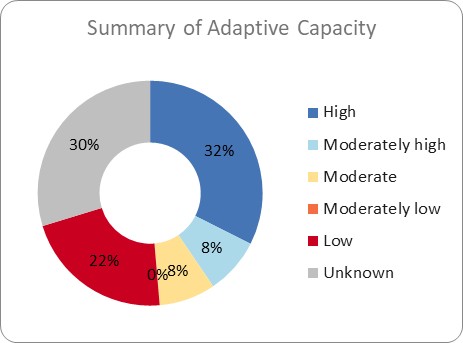 Summary of Adaptive Capacity
30%
32%
8%
22%
0%
8%
High
Moderately high
Moderate
Moderately low
Low
Unknown